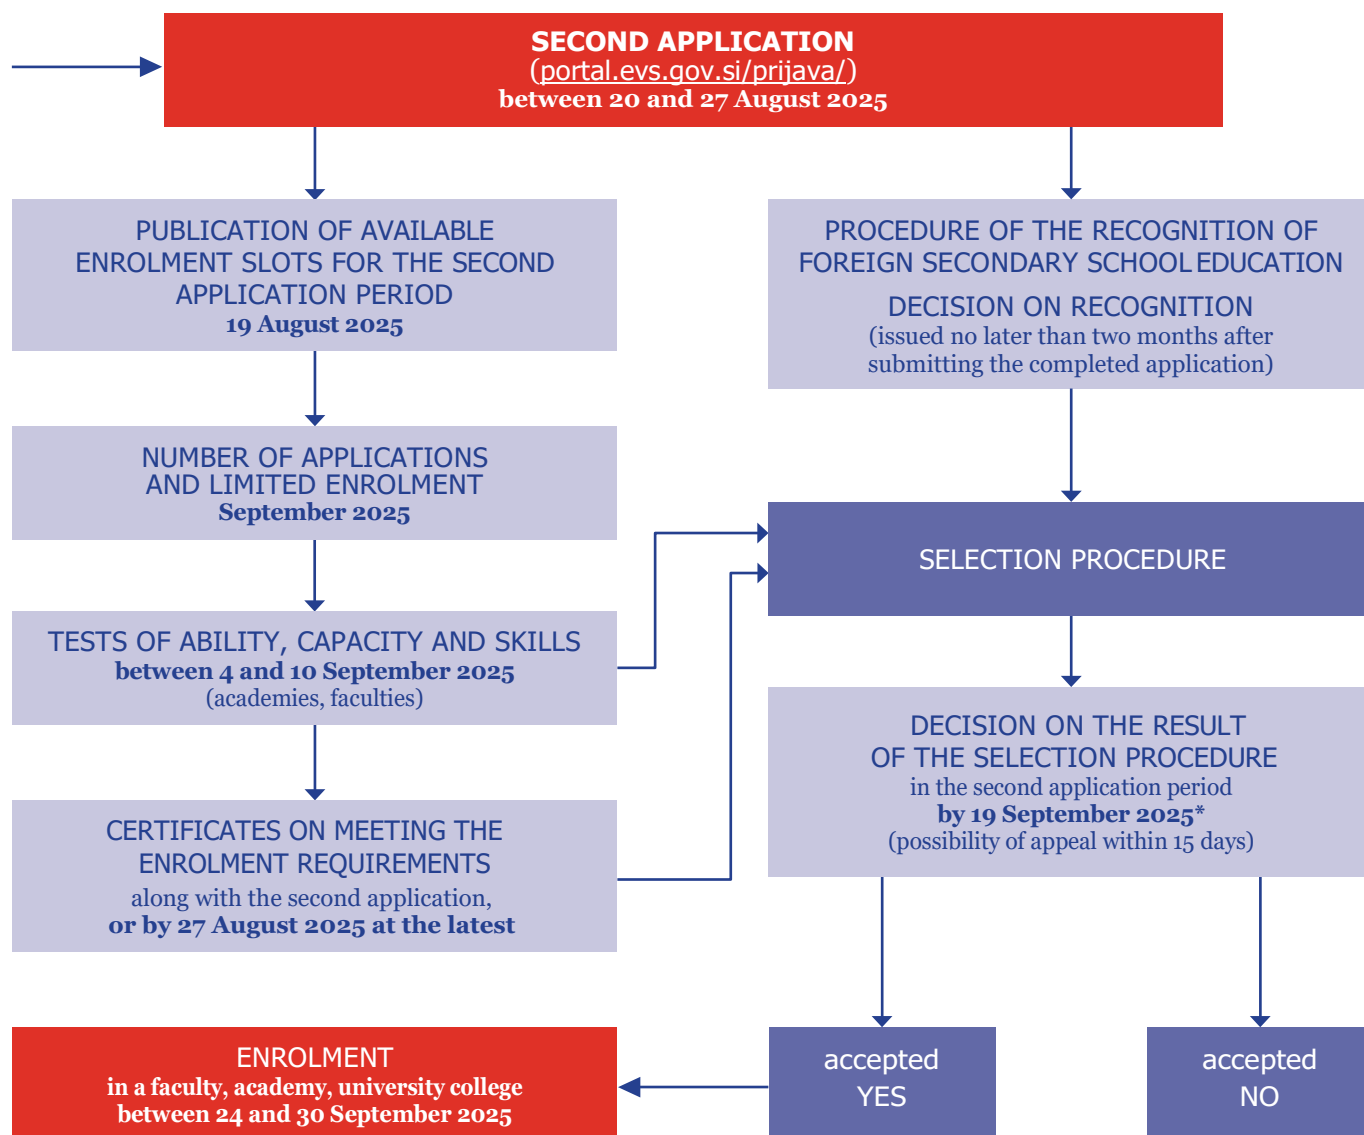 SECOND APPLICATION
(portal.evs.gov.si/prijava/)
between 20 and 27 August 2025
PUBLICATION OF AVAILABLE
ENROLMENT SLOTS FOR THE SECOND
APPLICATION PERIOD
19 August 2025
NUMBER OF APPLICATIONS
AND LIMITED ENROLMENT
September 2025
TESTS OF ABILITY, CAPACITY AND SKILLS
between 4 and 10 September 2025
(academies, faculties)
CERTIFICATES ON MEETING THE
ENROLMENT REQUIREMENTS
along with the second application,
or by 27 August 2025 at the latest
PROCEDURE OF THE RECOGNITION OF
FOREIGN SECONDARY SCHOOL EDUCATION
DECISION ON RECOGNITION
(issued no later than two months after
submitting the completed application)
SELECTION PROCEDURE
DECISION ON THE RESULT
OF THE SELECTION PROCEDURE
in the second application period
by 19 September 2025*
(possibility of appeal within 15 days)
accepted
YES
accepted
NO
ENROLMENT
in a faculty, academy, university college
between 24 and 30 September 2025